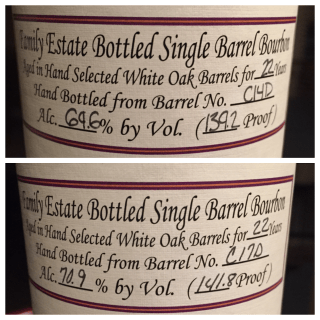 Family Estate Bottled Single Barrel Bourbon
Aged in Hand Selected White Oak Barrels for 22 Years
Hand Bottled from Barrel No. C14D
Alc. 69.6% by Vol. (139.2 Proof)
Family Estate Bottled Single Barrel Bourbon
Aged in Hand Selected White Oak Barrels for 22 Years
Hand Bottled from Barrel No. C17D
Alc. 70.9 % by Vol. (141.8 Proof)